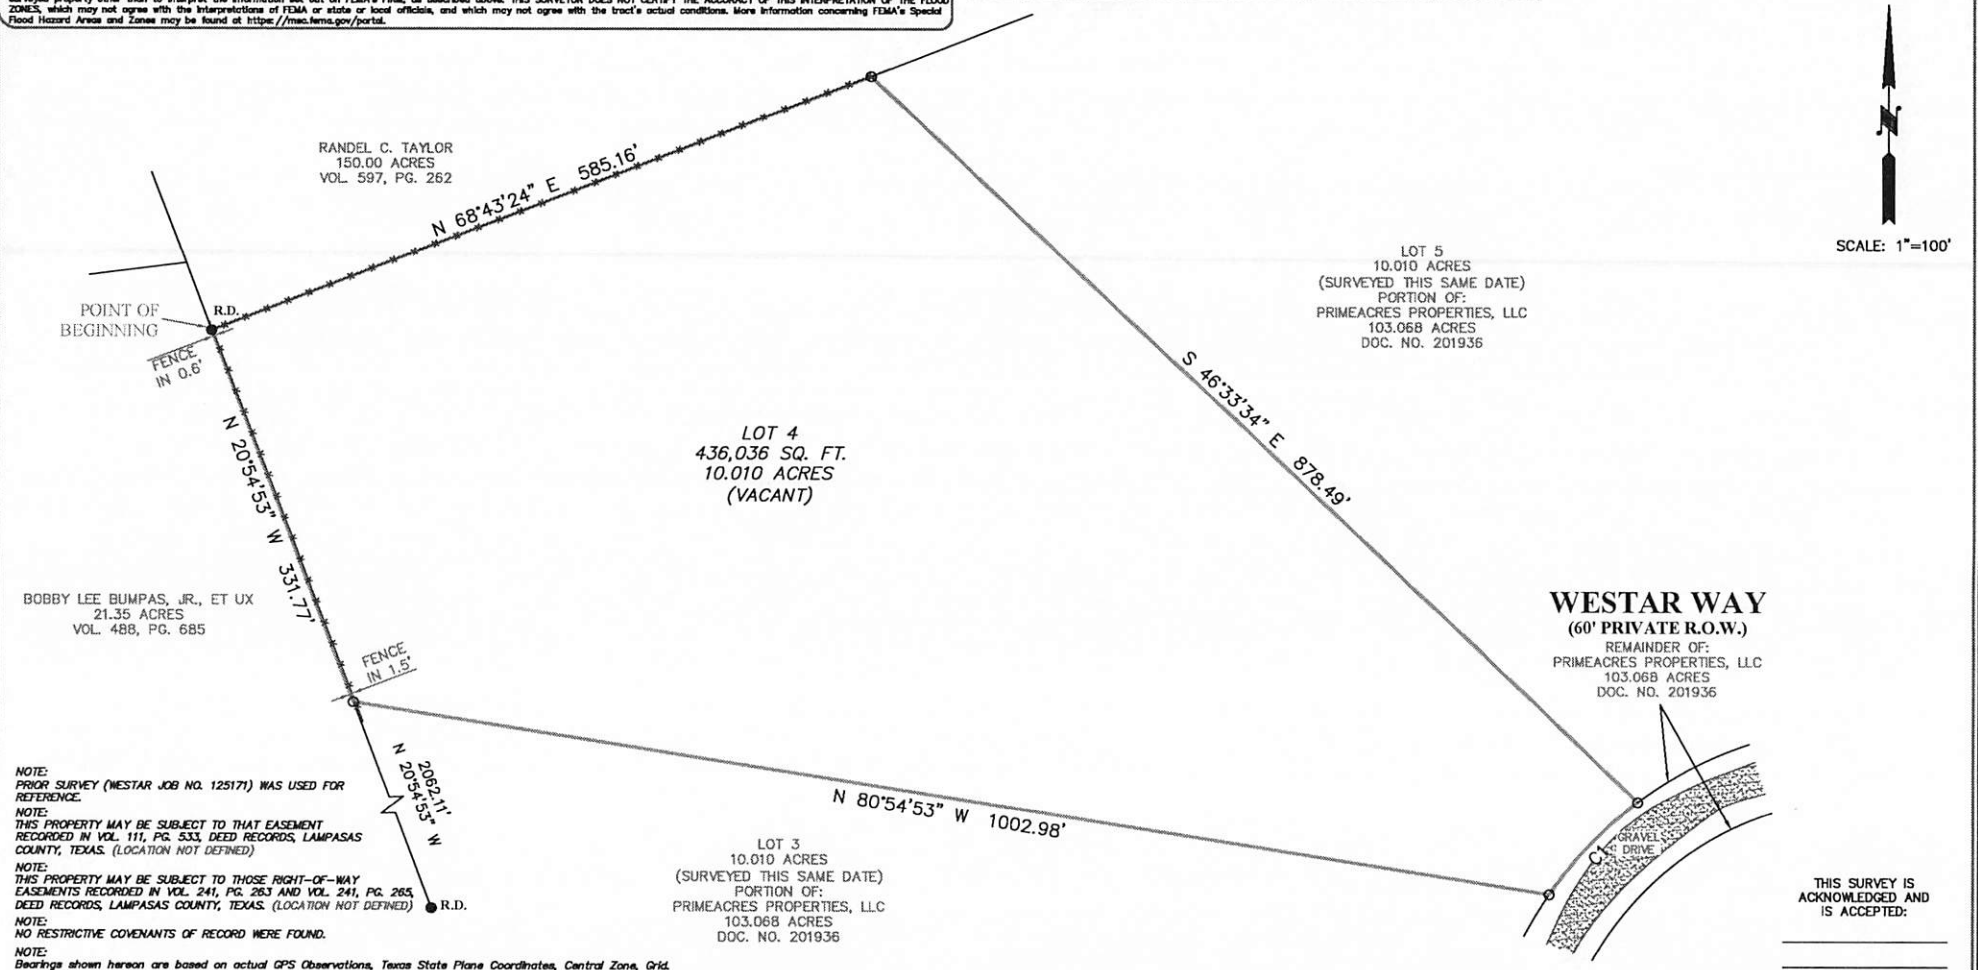 ZONES, which may not agree with the interpretations of FEMA or state or local officials, and which may not agree with the tract's actual conditions. More information concerning FEMA's Special
Flood Hazard Areas and Zones may be found at https://msc.fema.gov/portal.
N
SCALE: 1"=100'
RANDEL C. TAYLOR
150.00 ACRES
VOL. 597, PG. 262
N 68°43'24" E 585.16'
POINT OF
BEGINNING
R.D.
FENCE
IN 0.6'
LOT 5
10.010 ACRES
(SURVEYED THIS SAME DATE)
PORTION OF:
PRIMEACRES PROPERTIES, LLC
103.068 ACRES
DOC. NO. 201936
S 46°33'34" E 878.49'
LOT 4
436,036 SQ. FT.
10.010 ACRES
(VACANT)
N 20°54'53" W 331.77'
BOBBY LEE BUMPAS, JR., ET UX
21.35 ACRES
VOL. 488, PG. 685
FENCE
IN 1.5'
WESTAR WAY
(60' PRIVATE R.O.W.)
REMAINDER OF:
PRIMEACRES PROPERTIES, LLC
103.068 ACRES
DOC. NO. 201936
2062.11'
N 20°54'53" W
R.D.
N 80°54'53" W 1002.98'
GRAVEL
DRIVE
C1
LOT 3
10.010 ACRES
(SURVEYED THIS SAME DATE)
PORTION OF:
PRIMEACRES PROPERTIES, LLC
103.068 ACRES
DOC. NO. 201936
THIS SURVEY IS
ACKNOWLEDGED AND
IS ACCEPTED:
NOTE:
PRIOR SURVEY (WESTAR JOB NO. 125171) WAS USED FOR
REFERENCE.
NOTE:
THIS PROPERTY MAY BE SUBJECT TO THAT EASEMENT
RECORDED IN VOL. 111, PG. 533, DEED RECORDS, LAMPASAS
COUNTY, TEXAS. (LOCATION NOT DEFINED)
NOTE:
THIS PROPERTY MAY BE SUBJECT TO THOSE RIGHT-OF-WAY
EASEMENTS RECORDED IN VOL. 241, PG. 263 AND VOL. 241, PG. 265,
DEED RECORDS, LAMPASAS COUNTY, TEXAS. (LOCATION NOT DEFINED)
NOTE:
NO RESTRICTIVE COVENANTS OF RECORD WERE FOUND.
NOTE:
Bearings shown hereon are based on actual GPS Observations, Texas State Plane Coordinates, Central Zone, Grid.